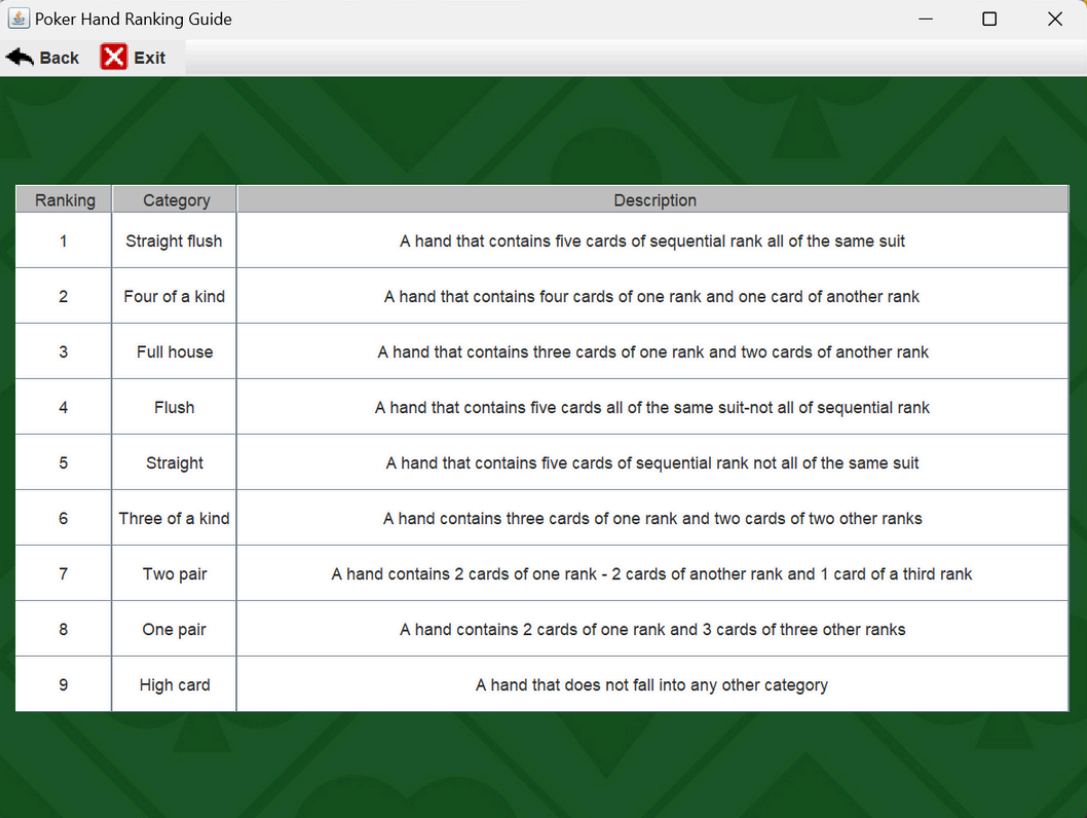 Poker Hand Ranking Guide
Back Exit
Ranking Category Description
1 Straight flush A hand that contains five cards of sequential rank all of the same suit
2 Four of a kind A hand that contains four cards of one rank and one card of another rank
3 Full house A hand that contains three cards of one rank and two cards of another rank
4 Flush A hand that contains five cards all of the same suit-not all of sequential rank
5 Straight A hand that contains five cards of sequential rank not all of the same suit
6 Three of a kind A hand contains three cards of one rank and two cards of two other ranks
7 Two pair A hand contains 2 cards of one rank - 2 cards of another rank and 1 card of a third rank
8 One pair A hand contains 2 cards of one rank and 3 cards of three other ranks
9 High card A hand that does not fall into any other category